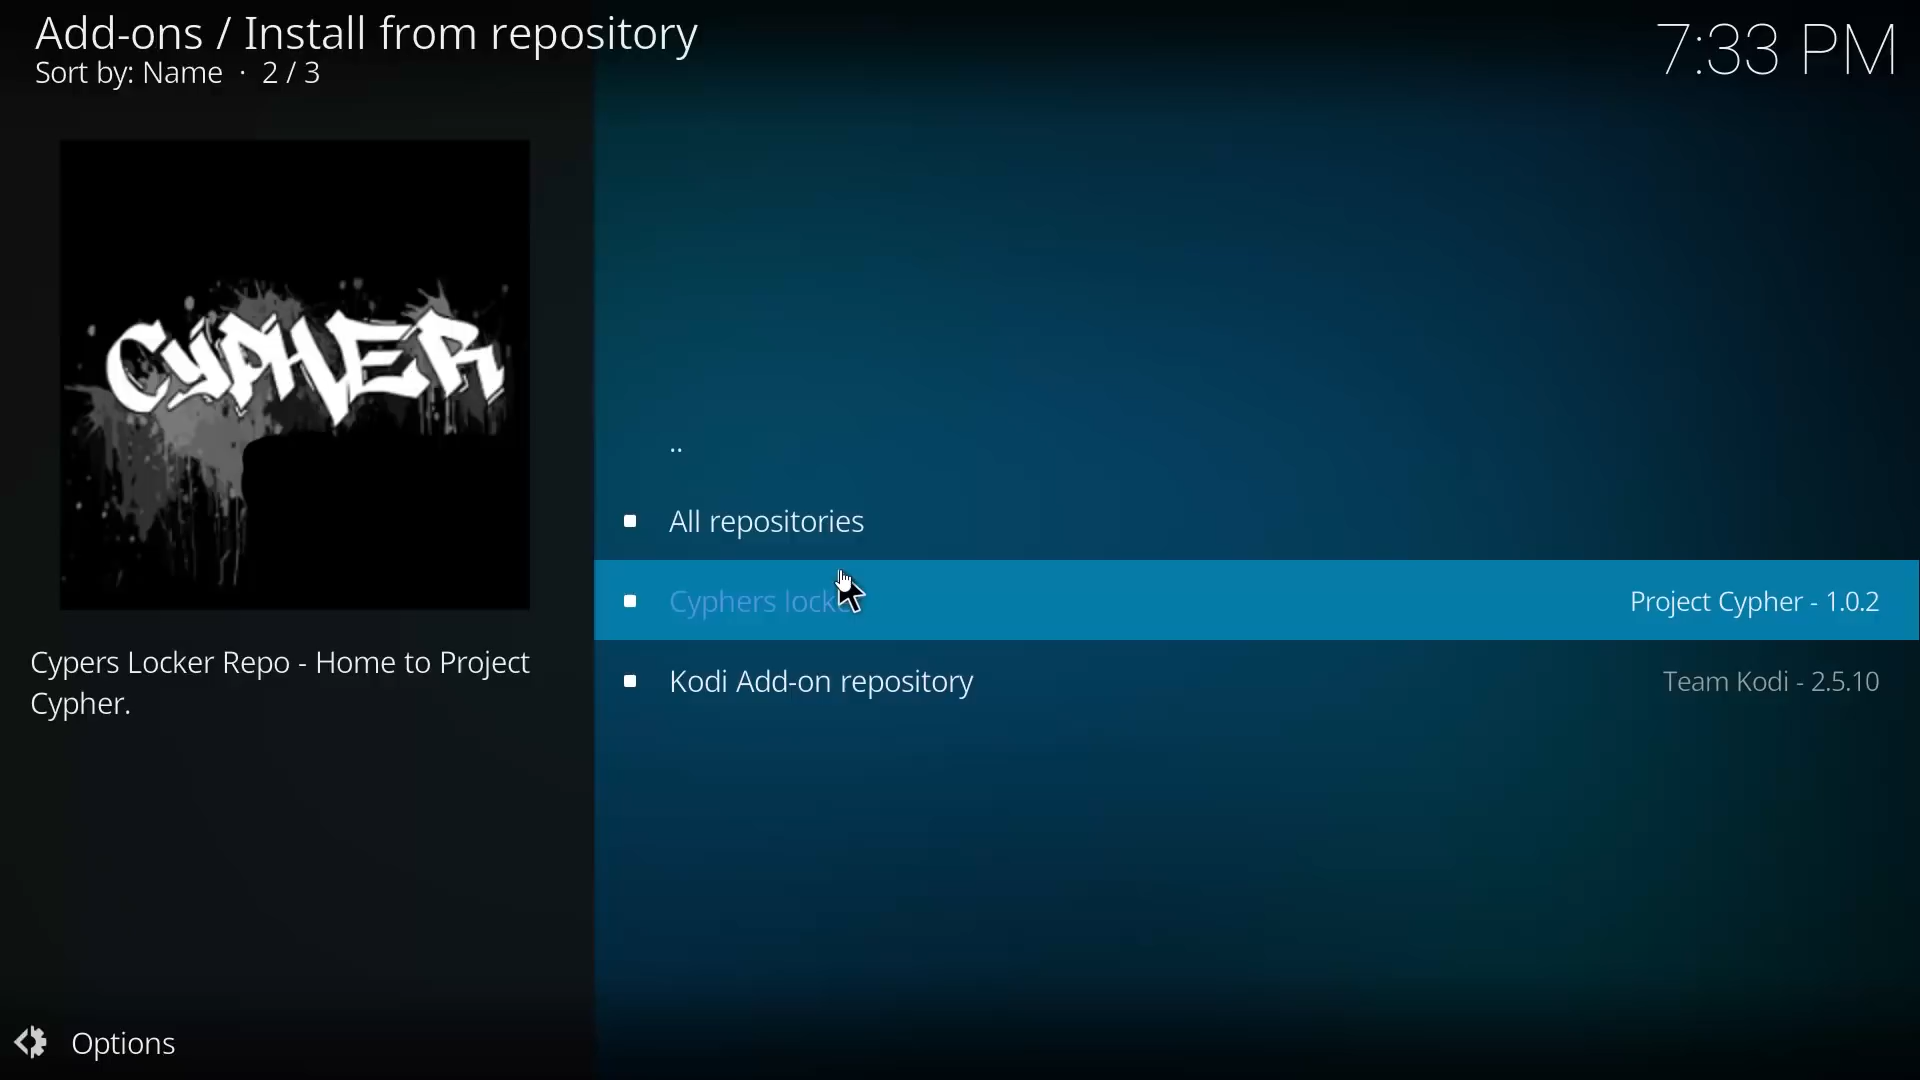 Add-ons / Install from repository
Sort by: Name · 2 / 3
7:33 PM
CYPHER
Cypers Locker Repo - Home to Project
Cypher.
..
All repositories
Cyphers Project Cypher - 1.0.2
Kodi Add-on repository Team Kodi - 2.5.10
Options